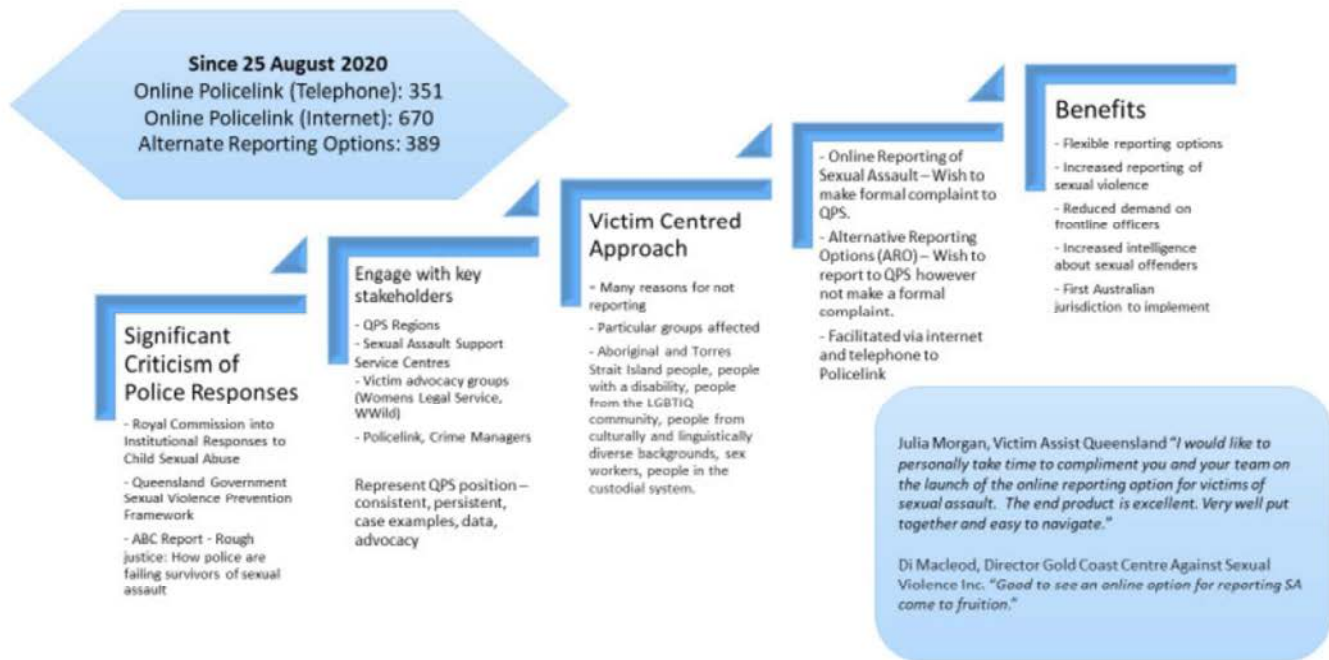 Since 25 August 2020
Online Policelink (Telephone): 351
Online Policelink (Internet): 670
Alternate Reporting Options: 389
Significant
Criticism of
Police Responses
- Royal Commission into
Institutional Responses to
Child Sexual Abuse
- Queensland Government
Sexual Violence Prevention
Framework
- ABC Report - Rough
justice: How police are
failing survivors of sexual
assault
Engage with key
stakeholders
- QPS Regions
- Sexual Assault Support
Service Centres
- Victim advocacy groups
(Womens Legal Service,
WWild)
- Policelink, Crime Managers
Represent QPS position –
consistent, persistent,
case examples, data,
advocacy
Victim Centred
Approach
- Many reasons for not
reporting
- Particular groups affected
- Aboriginal and Torres
Strait Island people, people
with a disability, people
from the LGBTIQ
community, people from
culturally and linguistically
diverse backgrounds, sex
workers, people in the
custodial system.
- Online Reporting of
Sexual Assault – Wish to
make formal complaint to
QPS.
- Alternative Reporting
Options (ARO) – Wish to
report to QPS however
not make a formal
complaint.
- Facilitated via internet
and telephone to
Policelink
Benefits
- Flexible reporting options
- Increased reporting of
sexual violence
- Reduced demand on
frontline officers
- Increased intelligence
about sexual offenders
- First Australian
jurisdiction to implement
Julia Morgan, Victim Assist Queensland "I would like to
personally take time to compliment you and your team on
the launch of the online reporting option for victims of
sexual assault. The end product is excellent. Very well put
together and easy to navigate."
Di Macleod, Director Gold Coast Centre Against Sexual
Violence Inc. "Good to see an online option for reporting SA
come to fruition."